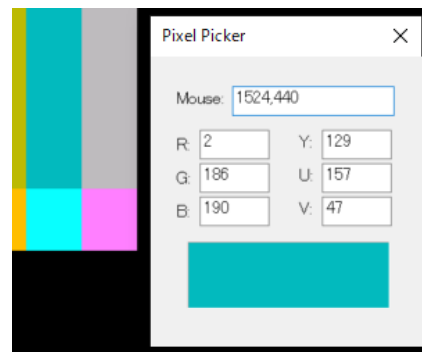 Pixel Picker
Mouse: 1524,440
R: 2 Y: 129
G: 186 U: 157
B: 190 V: 47